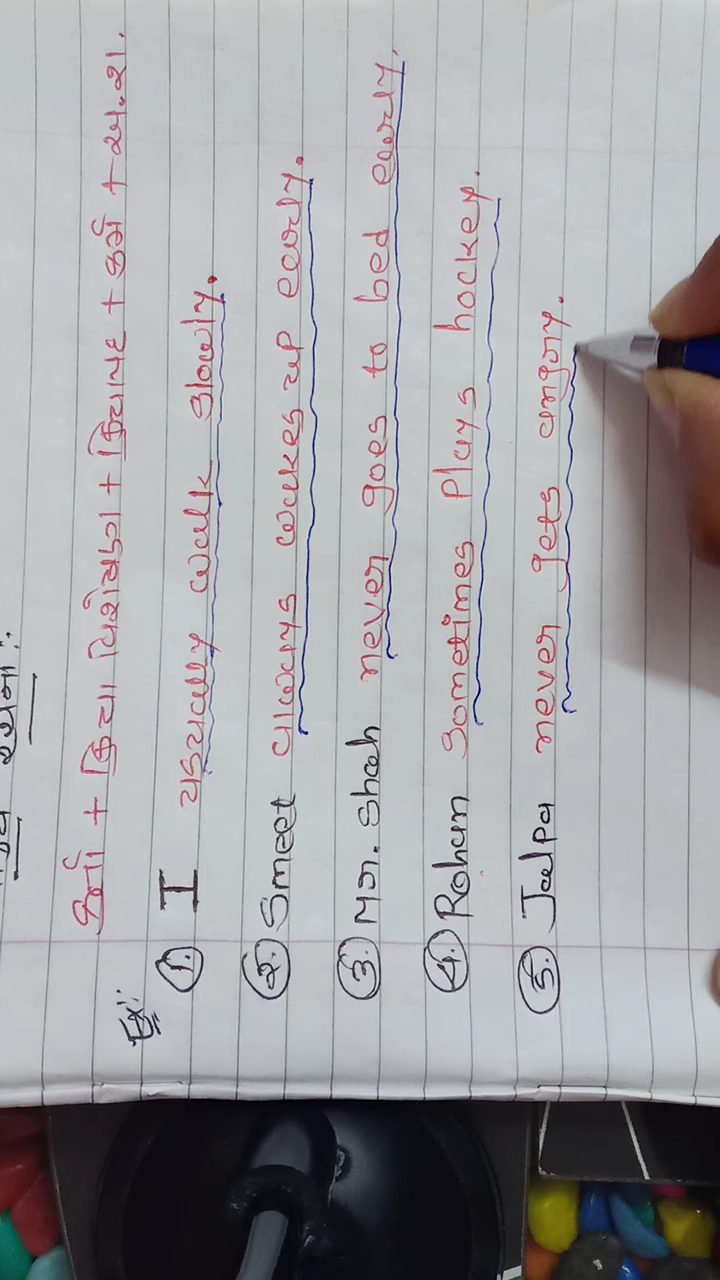 રચના :-
કર્તા + ક્રિયા વિશેષણ + ક્રિયાપદ + કર્મ + અ.શ.
Ex:-
1. I usually walk slowly.
2. Smeet always wakes up early.
3. Mr. Shah never goes to bed early.
4. Rohan sometimes plays hockey.
5. Jalpa never gets angry.